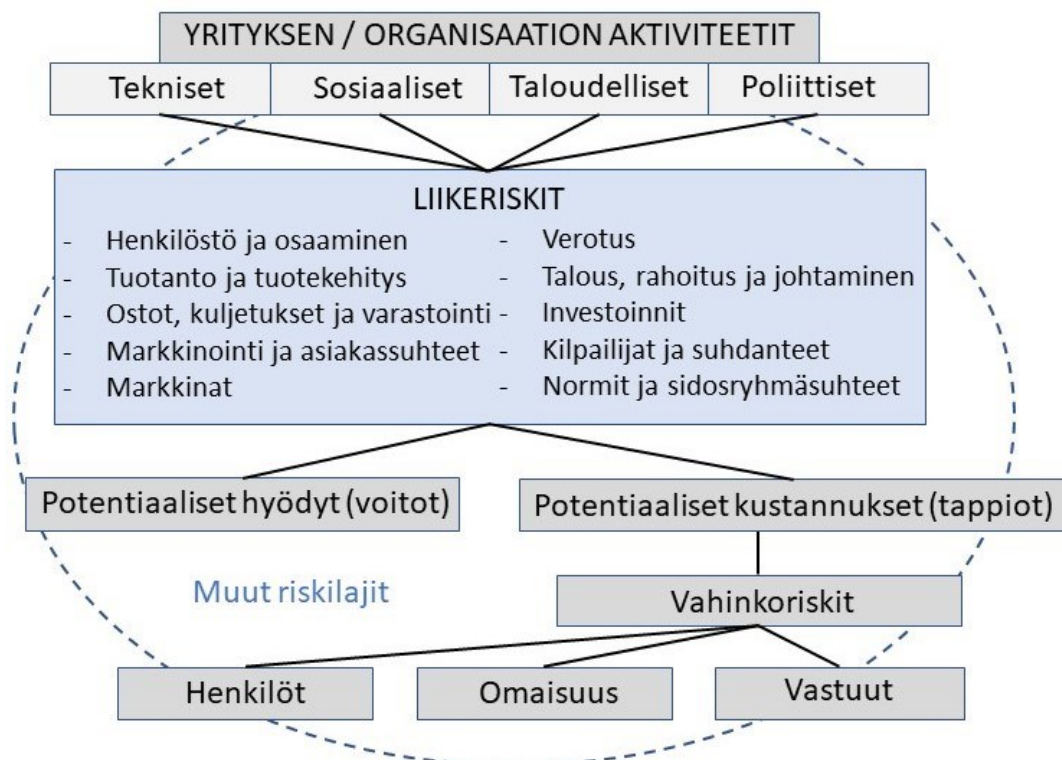 YRITYKSEN / ORGANISAATION AKTIVITEETIT
Tekniset
Sosiaaliset
Taloudelliset
Poliittiset
LIIKERISKIT
- Henkilöstö ja osaaminen
- Tuotanto ja tuotekehitys
- Ostot, kuljetukset ja varastointi
- Markkinointi ja asiakassuhteet
- Markkinat
- Verotus
- Talous, rahoitus ja johtaminen
- Investoinnit
- Kilpailijat ja suhdanteet
- Normit ja sidosryhmäsuhteet
Potentiaaliset hyödyt (voitot)
Potentiaaliset kustannukset (tappiot)
Muut riskilajit
Vahinkoriskit
Henkilöt
Omaisuus
Vastuut